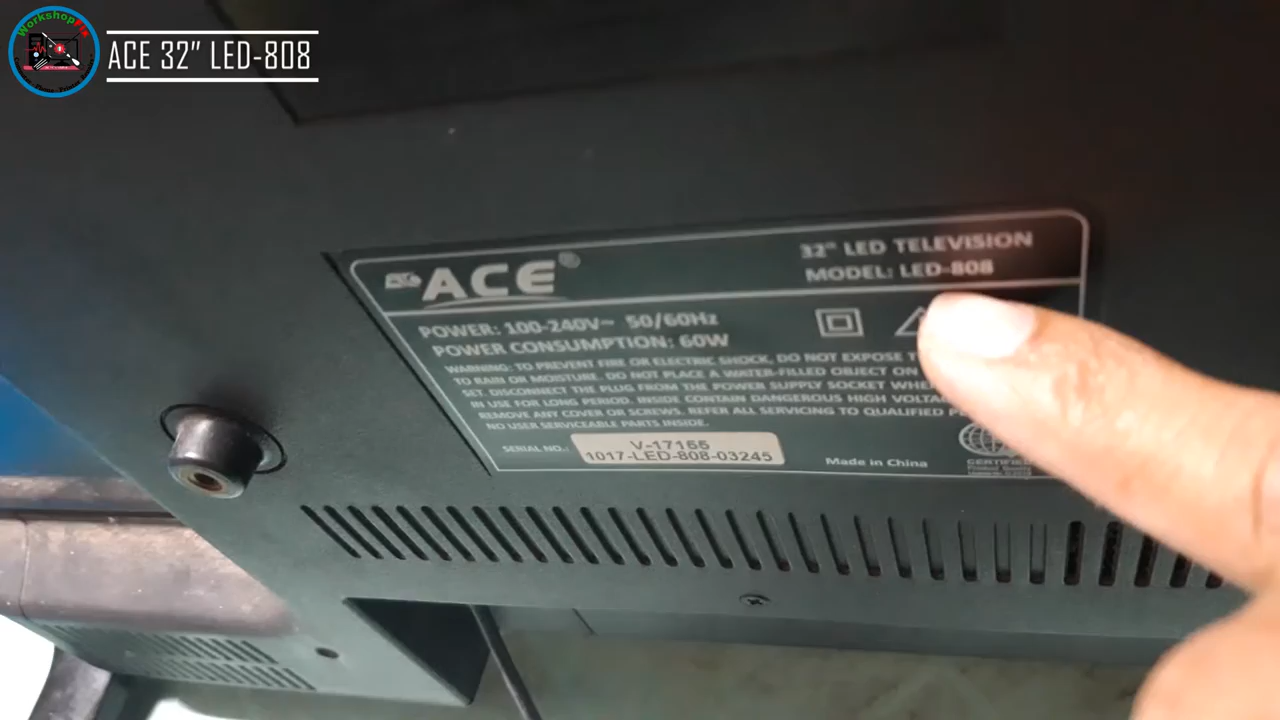 WorkshopFix
ACE 32” LED-808
ACE
32" LED TELEVISION
MODEL: LED-808
POWER: 100-240V~ 50/60Hz
POWER CONSUMPTION: 60W
WARNING: TO PREVENT FIRE OR ELECTRIC SHOCK, DO NOT EXPOSE
TO RAIN OR MOISTURE. DO NOT PLACE A WATER-FILLED OBJECT ON
SET. DISCONNECT THE PLUG FROM THE POWER SUPPLY SOCKET
IN USE FOR LONG PERIOD. INSIDE CONTAIN DANGEROUS HIGH
REMOVE ANY COVER OR SCREWS. REFER ALL SERVICING TO QUALIFIED
NO USER SERVICEABLE PARTS INSIDE.
SERIAL NO.:
V-17155
1017-LED-808-03245
Made in China
CERTIFIED